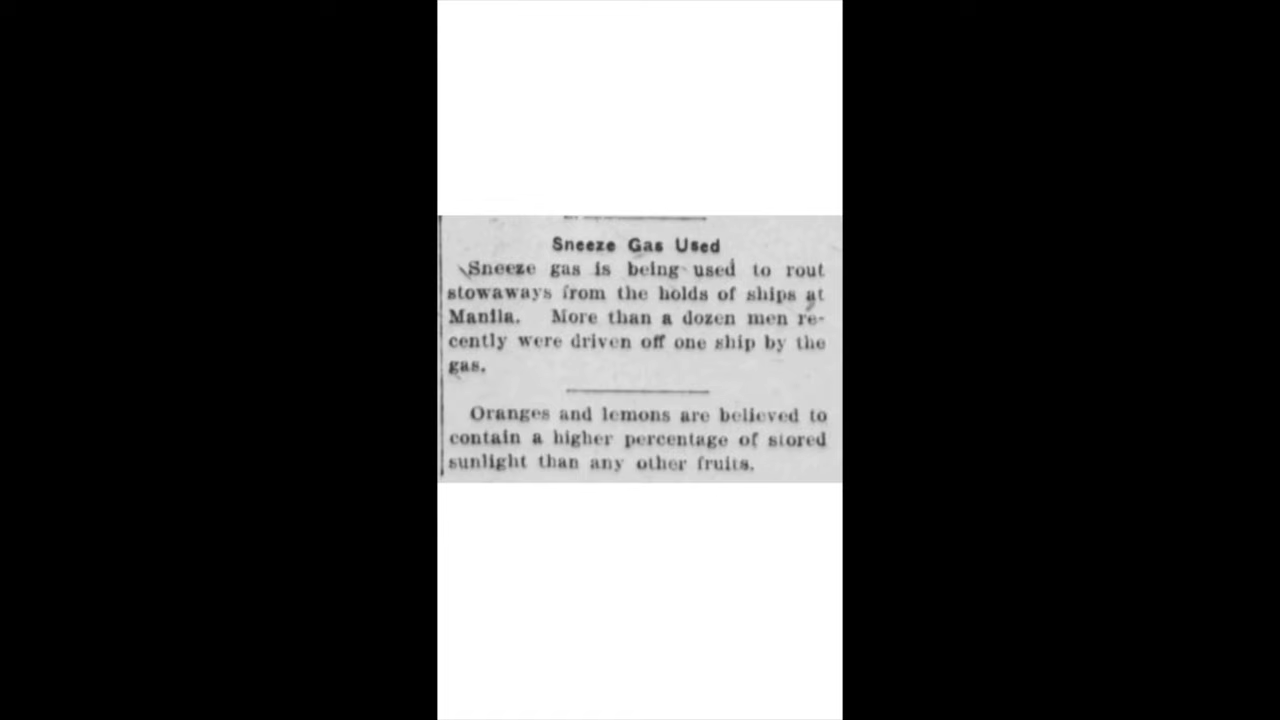 Sneeze Gas Used
Sneeze gas is being used to rout
stowaways from the holds of ships at
Manila. More than a dozen men re-
cently were driven off one ship by the
gas.
Oranges and lemons are believed to
contain a higher percentage of stored
sunlight than any other fruits.